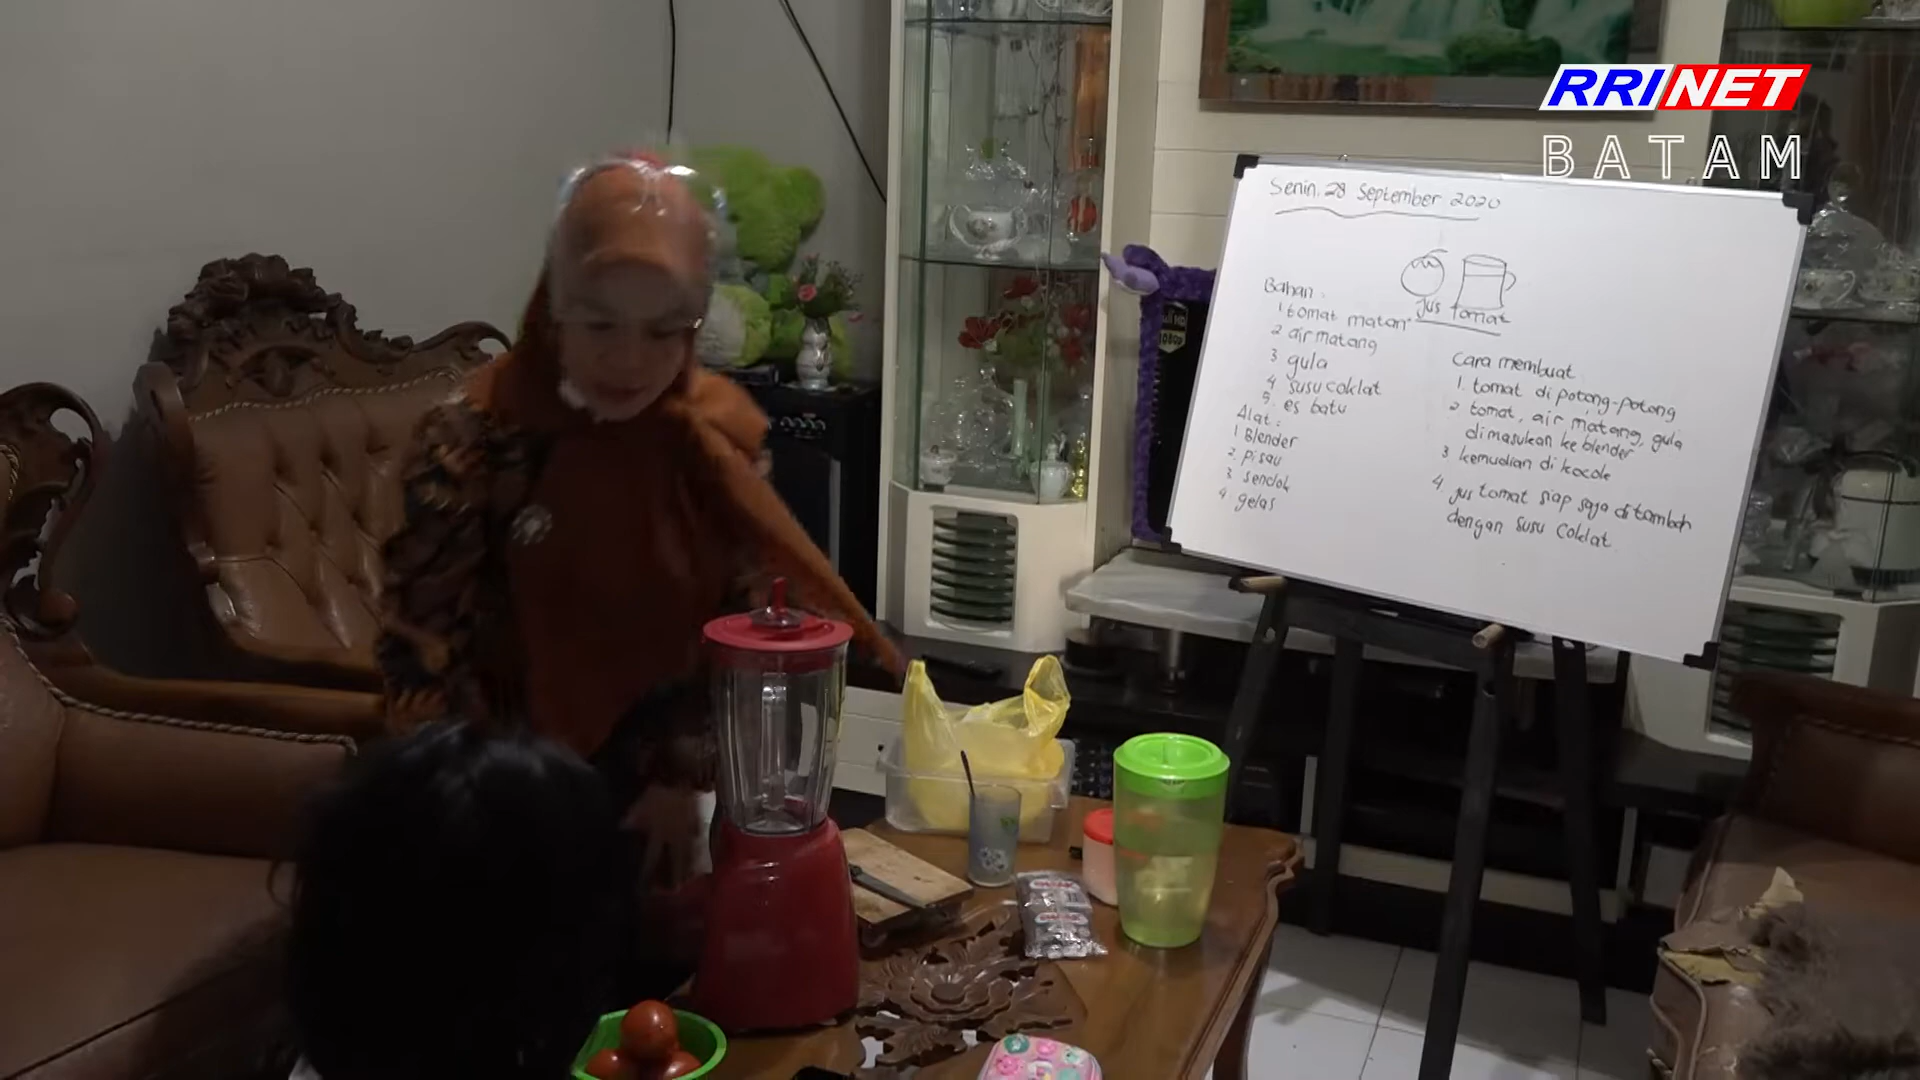 RRINET
BATAM
Senin, 28 September 2020
Jus tomat
Bahan :
1 tomat matang
2 air matang
3 gula
4 susu coklat
5. es batu
Alat :
1 Blender
2. Pisau
3. Sendok
4 gelas
Cara membuat
1. tomat di potong-potong
2 tomat, air matang, gula
dimasukan ke blender
3 kemudian di kocok
4. jus tomat siap saja di tambah
dengan susu Coklat.